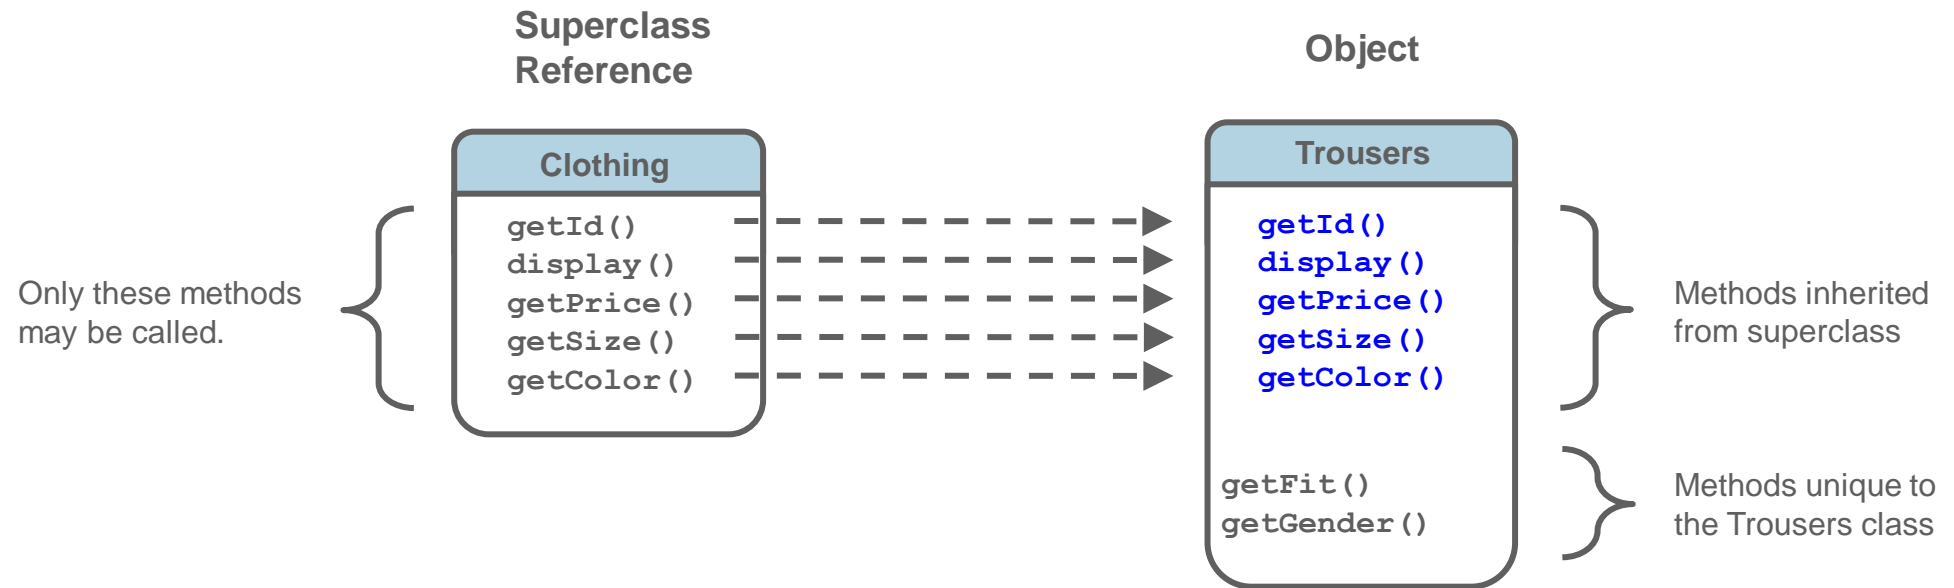 Superclass
Reference
Object
Clothing
Trousers
getId()
display()
getPrice()
getSize()
getColor()
getId()
display()
getPrice()
getSize()
getColor()
Only these methods
may be called.
Methods inherited
from superclass
getFit()
getGender()
Methods unique to
the Trousers class